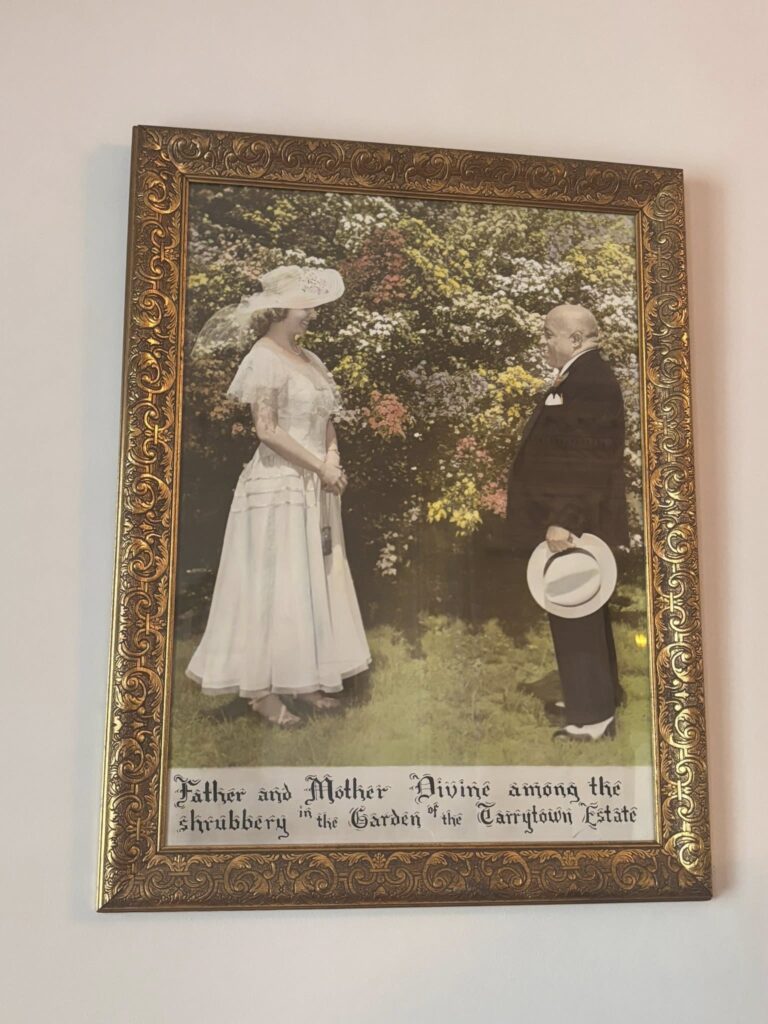 Father and Mother Divine among the
shrubbery in the Garden of the Tarrytown Estate